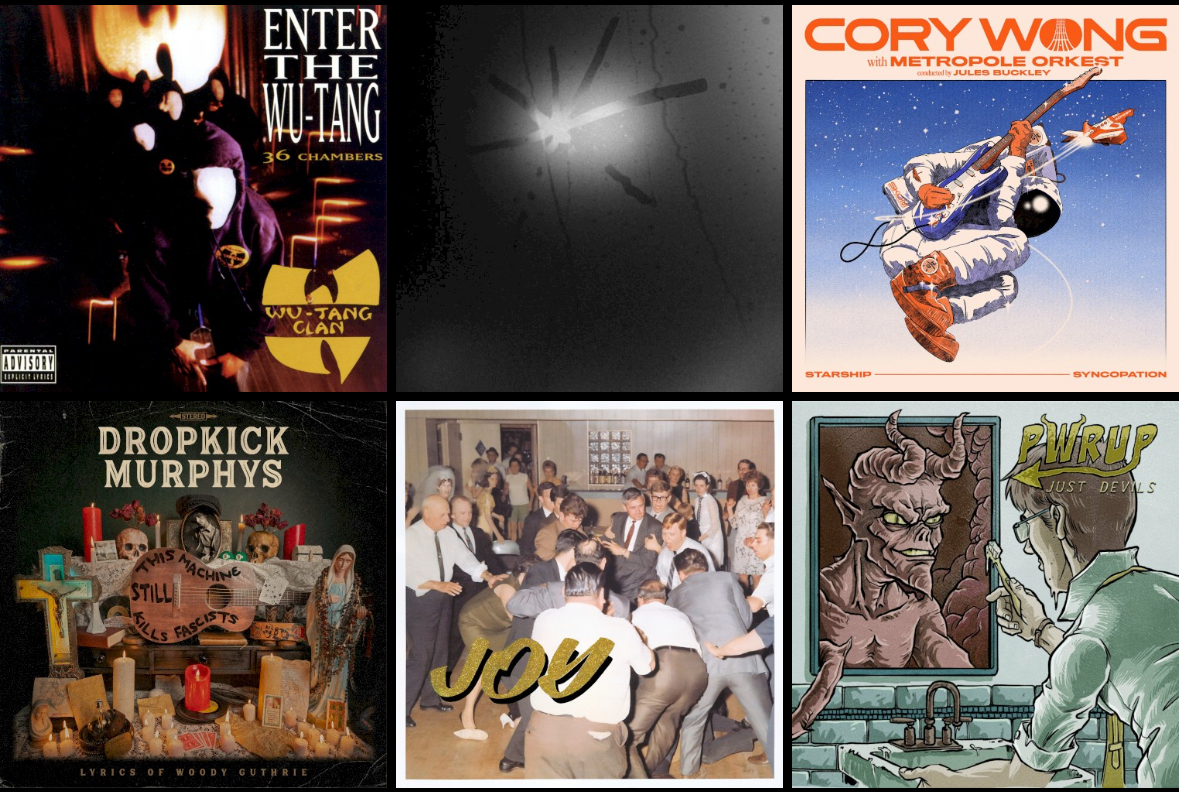 ENTER
THE
WU-TANG
36 CHAMBERS
WU-TANG
CLAN
PARENTAL
ADVISORY
EXPLICIT LYRICS
CORY WONG
with METROPOLE ORKEST
conducted by JULES BUCKLEY
STARSHIP
SYNCOPATION
STEREO
DROPKICK
MURPHYS
THIS MACHINE
STILL
KILLS FASCISTS
LYRICS OF WOODY GUTHRIE
JOY
PWRUP
JUST DEVILS